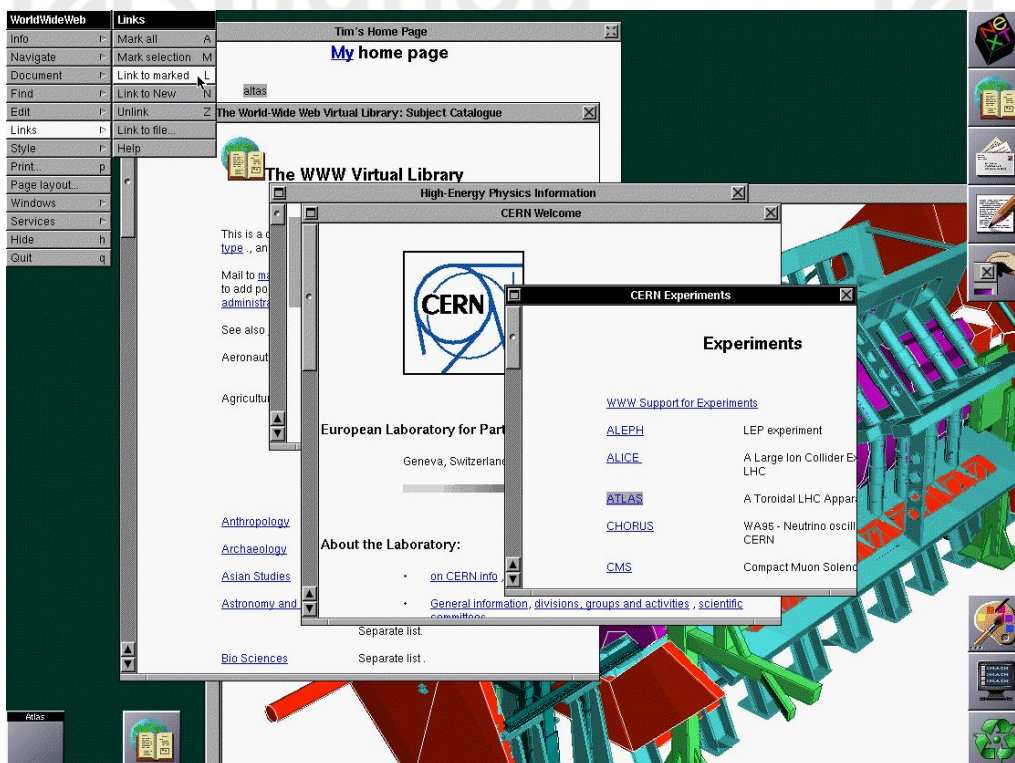 WorldWideWeb
Info
Navigate
Document
Find
Edit
Links
Style
Print... p
Page layout...
Windows
Services
Hide h
Quit q
Links
Mark all A
Mark selection M
Link to marked L
Link to New N
Unlink Z
Link to file...
Help
Tim's Home Page
My home page
altas
The World-Wide Web Virtual Library: Subject Catalogue
The WWW Virtual Library
This is a
type ., an
Mail to
to add po
administra
See also
Aeronaut
Agricultu
Anthropology
Archaeology
Asian Studies
Astronomy and
Separate list.
Bio Sciences Separate list .
High-Energy Physics Information
CERN Welcome
CERN
European Laboratory for Part
Geneva, Switzerland
About the Laboratory:
· on CERN info ,
· General information, divisions, groups and activities , scientific
committees
CERN Experiments
Experiments
WWW Support for Experiments
ALEPH LEP experiment
ALICE A Large Ion Collider Ex
LHC
ATLAS A Toroidal LHC Appar
CHORUS WA95 - Neutrino oscill
CERN
CMS Compact Muon Soleno
NeXT
Atlas